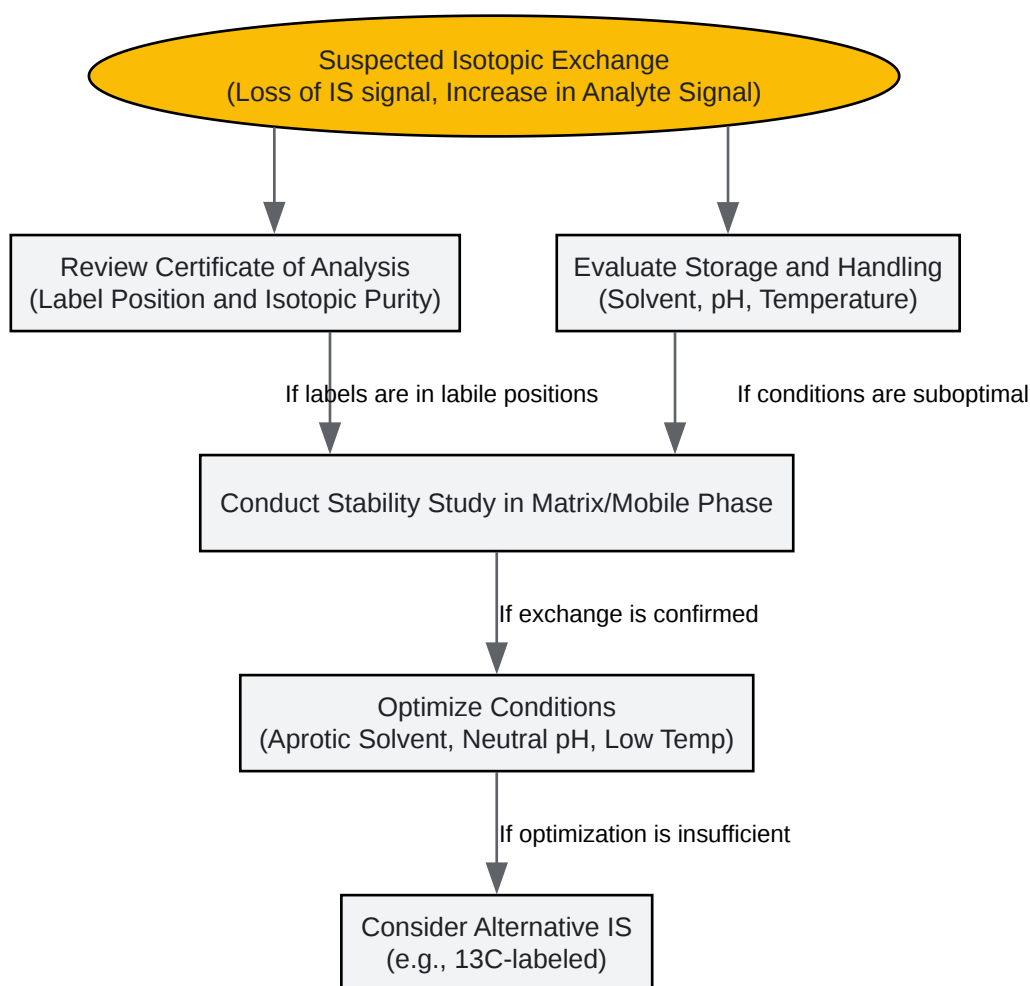 Suspected Isotopic Exchange
(Loss of IS signal, Increase in Analyte Signal)
Review Certificate of Analysis
(Label Position and Isotopic Purity)
Evaluate Storage and Handling
(Solvent, pH, Temperature)
If labels are in labile positions
If conditions are suboptimal
Conduct Stability Study in Matrix/Mobile Phase
If exchange is confirmed
Optimize Conditions
(Aprotic Solvent, Neutral pH, Low Temp)
If optimization is insufficient
Consider Alternative IS
(e.g., 13C-labeled)